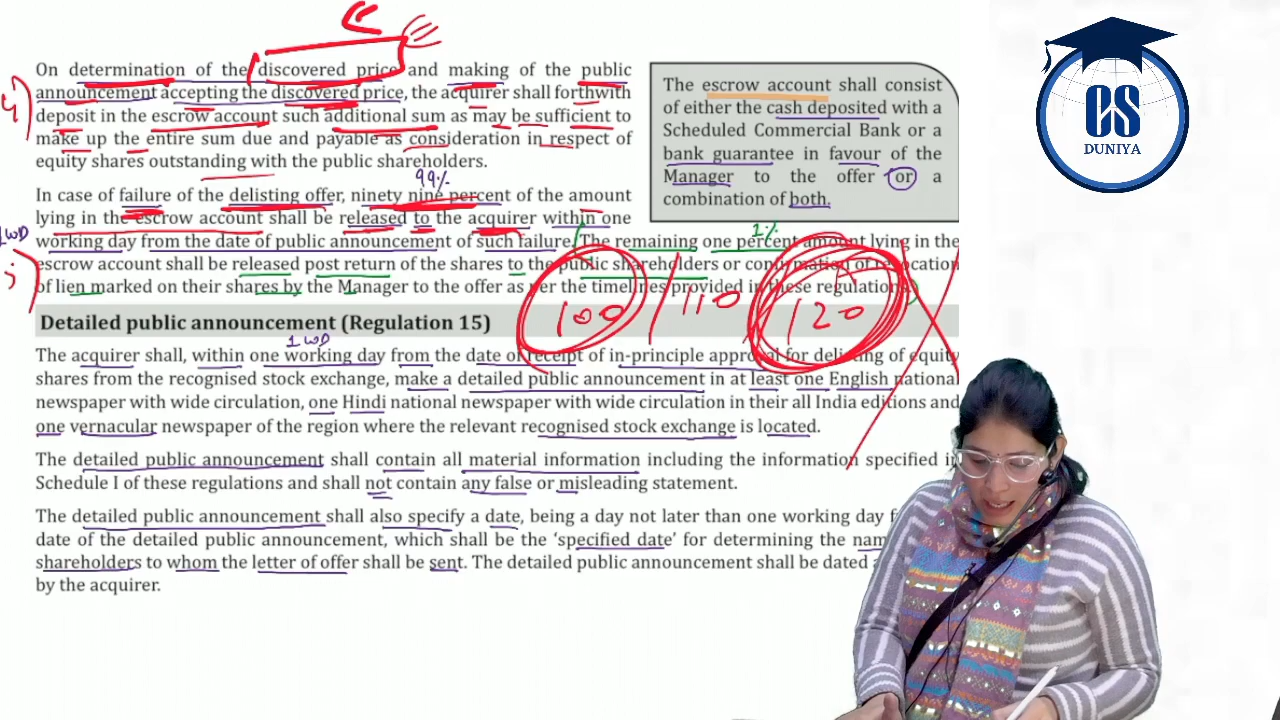 On determination of the discovered price and making of the public
announcement accepting the discovered price, the acquirer shall forthwith
deposit in the escrow account such additional sum as may be sufficient to
make up the entire sum due and payable as consideration in respect of
equity shares outstanding with the public shareholders.
99%
In case of failure of the delisting offer, ninety nine percent of the amount
lying in the escrow account shall be released to the acquirer within one
1%
working day from the date of public announcement of such failure. The remaining one percent amount lying in the
escrow account shall be released post return of the shares to the public shareholders or confirmation of revocation
of lien marked on their shares by the Manager to the offer as per the timelines provided in these regulations.
The escrow account shall consist
of either the cash deposited with a
Scheduled Commercial Bank or a
bank guarantee in favour of the
Manager to the offer or a
combination of both.
100 / 110 120
Detailed public announcement (Regulation 15)
1 WD
The acquirer shall, within one working day from the date of receipt of in-principle approval for delisting of equity
shares from the recognised stock exchange, make a detailed public announcement in at least one English national
newspaper with wide circulation, one Hindi national newspaper with wide circulation in their all India editions and
one vernacular newspaper of the region where the relevant recognised stock exchange is located.
The detailed public announcement shall contain all material information including the information specified in
Schedule I of these regulations and shall not contain any false or misleading statement.
The detailed public announcement shall also specify a date, being a day not later than one working day
date of the detailed public announcement, which shall be the ‘specified date’ for determining the
shareholders to whom the letter of offer shall be sent. The detailed public announcement shall be dated
by the acquirer.
CS
DUNIYA